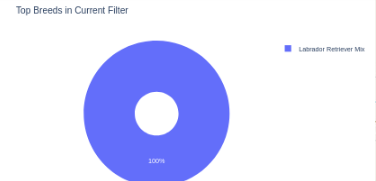 Top Breeds in Current Filter
Labrador Retriever Mix
100%